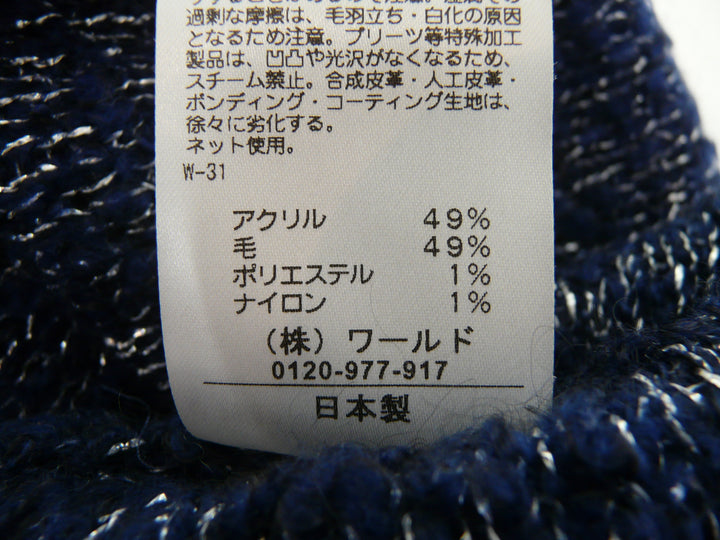 過剰な摩擦は、毛羽立ち・白化の原因
となるため注意。プリーツ等特殊加工
製品は、凹凸や光沢がなくなるため、
スチーム禁止。合成皮革・人工皮革・
ボンディング・コーティング生地は、
徐々に劣化する。
ネット使用。
W-31
アクリル 49%
毛 49%
ポリエステル 1%
ナイロン 1%
(株) ワールド
0120-977-917
日本製